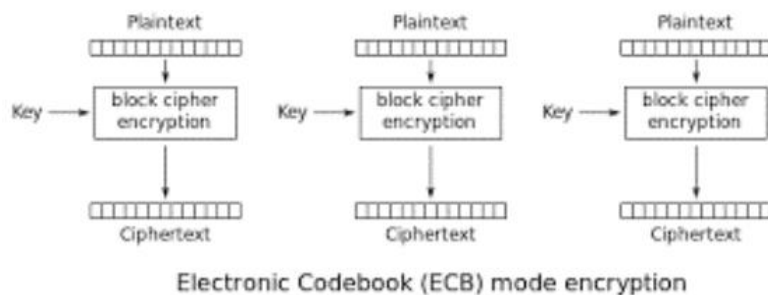 Plaintext Plaintext Plaintext
Key block cipher encryption Key block cipher encryption Key block cipher encryption
Ciphertext Ciphertext Ciphertext
Electronic Codebook (ECB) mode encryption